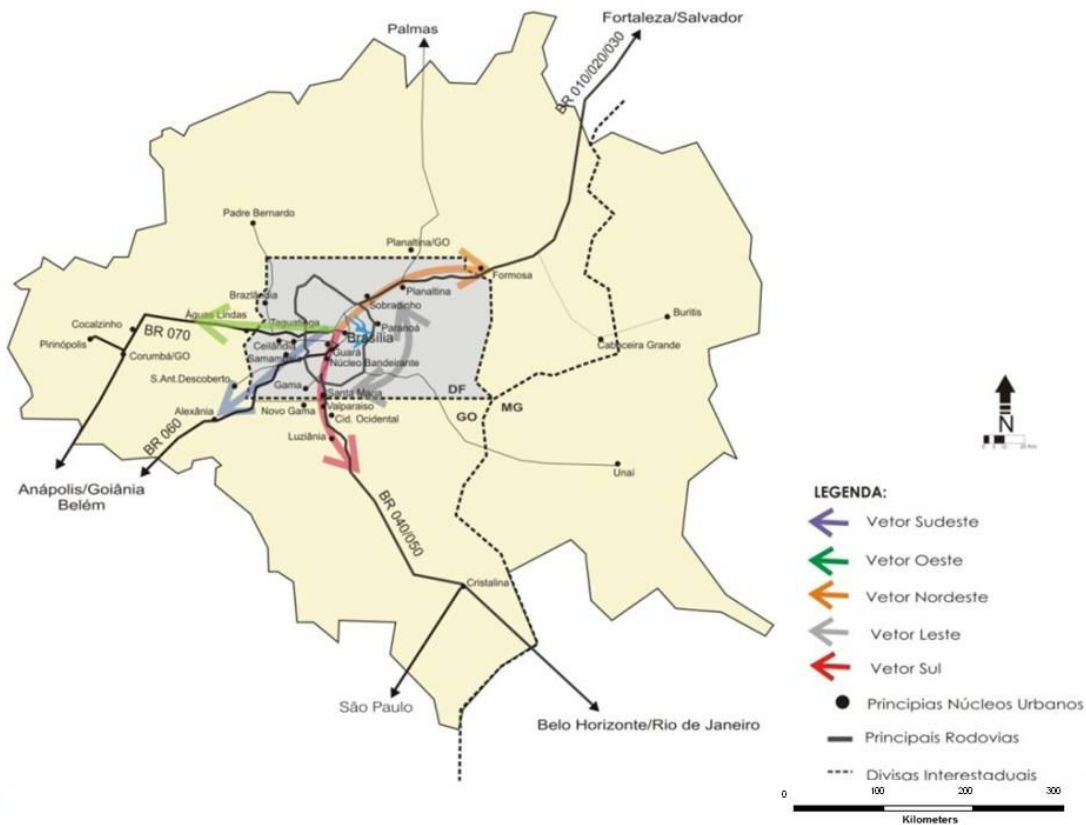 Fortaleza/Salvador
Palmas
BR 010/020/030
Padre Bernardo
Planaltina/GO
Formosa
Planaltina
Brazlândia
Sobradinho
Águas Lindas
Taguatinga
Paranoá
Buritis
Cocalzinho
BR 070
Brasília
Pirinópolis
Ceilândia
Guará
Cabeceira Grande
Corumbá/GO
Samambaia
Núcleo Bandeirante
S.Ant.Descoberto
Gama
Santa Maria
DF
Alexânia
Novo Gama
Valparaiso
GO
MG
Cid. Ocidental
BR 060
Luziânia
Unaí
N
Anápolis/Goiânia
Belém
BR 040/050
Cristalina
São Paulo
Belo Horizonte/Rio de Janeiro
LEGENDA:
Vetor Sudeste
Vetor Oeste
Vetor Nordeste
Vetor Leste
Vetor Sul
Principias Núcleos Urbanos
Principais Rodovias
Divisas Interestaduais
0 100 200 300
Kilometers